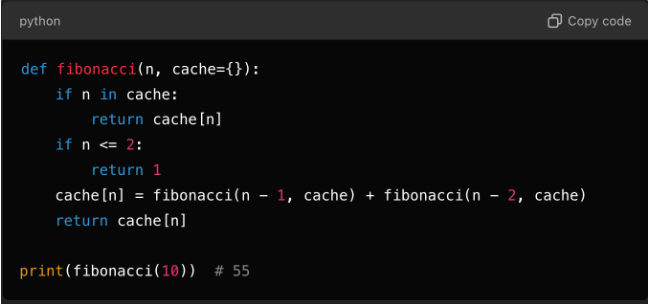 python Copy code
def fibonacci(n, cache={}):
    if n in cache:
        return cache[n]
    if n <= 2:
        return 1
    cache[n] = fibonacci(n - 1, cache) + fibonacci(n - 2, cache)
    return cache[n]

print(fibonacci(10))  # 55